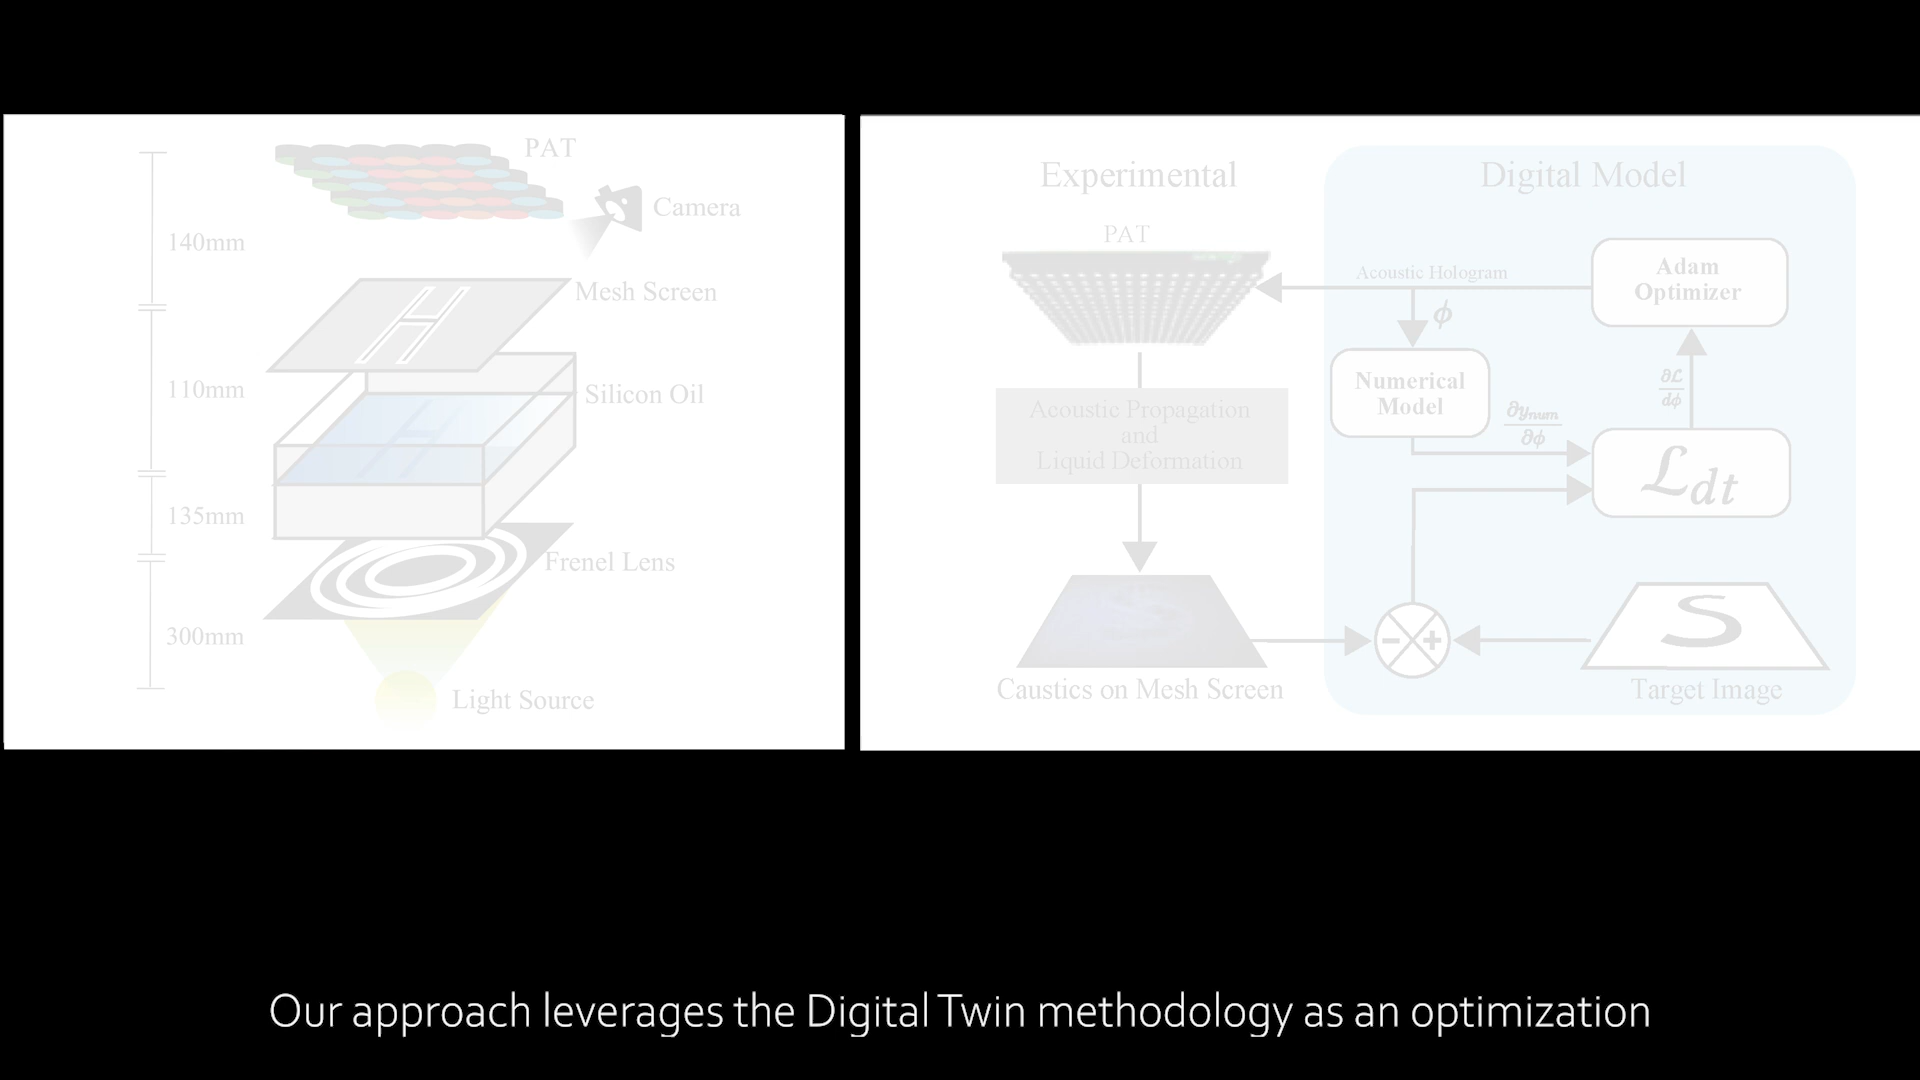 PAT
Camera
140mm
Mesh Screen
110mm
Silicon Oil
135mm
Frenel Lens
300mm
Light Source
Experimental
Digital Model
PAT
Acoustic Hologram
Adam
Optimizer
ϕ
Numerical
Model
∂ℒ
dϕ
∂y_num
∂ϕ
Acoustic Propagation
and
Liquid Deformation
ℒ_dt
- +
S
Caustics on Mesh Screen
Target Image
Our approach leverages the Digital Twin methodology as an optimization